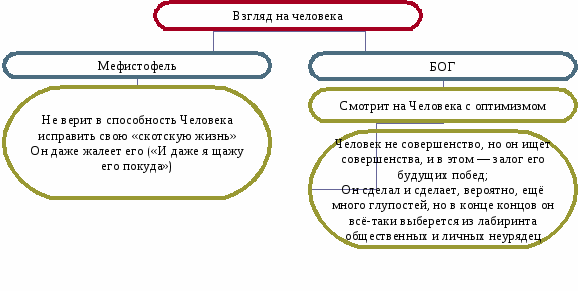 Взгляд на человека
Мефистофель
БОГ
Не верит в способность Человека
исправить свою «скотскую жизнь»
Он даже жалеет его («И даже я щажу
его покуда»)
Смотрит на Человека с оптимизмом
Человек не совершенство, но он ищет
совершенства, и в этом — залог его
будущих побед;
Он сделал и сделает, вероятно, ещё
много глупостей, но в конце концов он
всё-таки выберется из лабиринта
общественных и личных неурядец